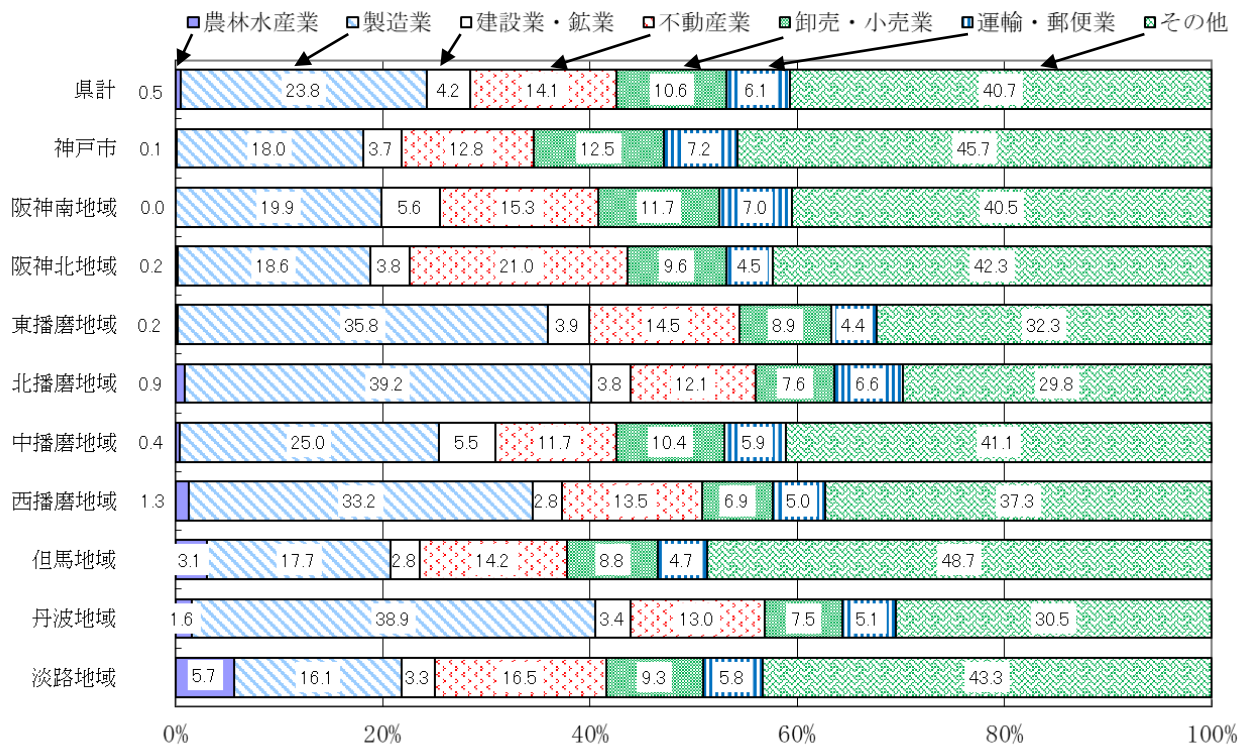 農林水産業 製造業 建設業・鉱業 不動産業 卸売・小売業 運輸・郵便業 その他
県計 0.5 23.8 4.2 14.1 10.6 6.1 40.7
神戸市 0.1 18.0 3.7 12.8 12.5 7.2 45.7
阪神南地域 0.0 19.9 5.6 15.3 11.7 7.0 40.5
阪神北地域 0.2 18.6 3.8 21.0 9.6 4.5 42.3
東播磨地域 0.2 35.8 3.9 14.5 8.9 4.4 32.3
北播磨地域 0.9 39.2 3.8 12.1 7.6 6.6 29.8
中播磨地域 0.4 25.0 5.5 11.7 10.4 5.9 41.1
西播磨地域 1.3 33.2 2.8 13.5 6.9 5.0 37.3
但馬地域 3.1 17.7 2.8 14.2 8.8 4.7 48.7
丹波地域 1.6 38.9 3.4 13.0 7.5 5.1 30.5
淡路地域 5.7 16.1 3.3 16.5 9.3 5.8 43.3
0% 20% 40% 60% 80% 100%